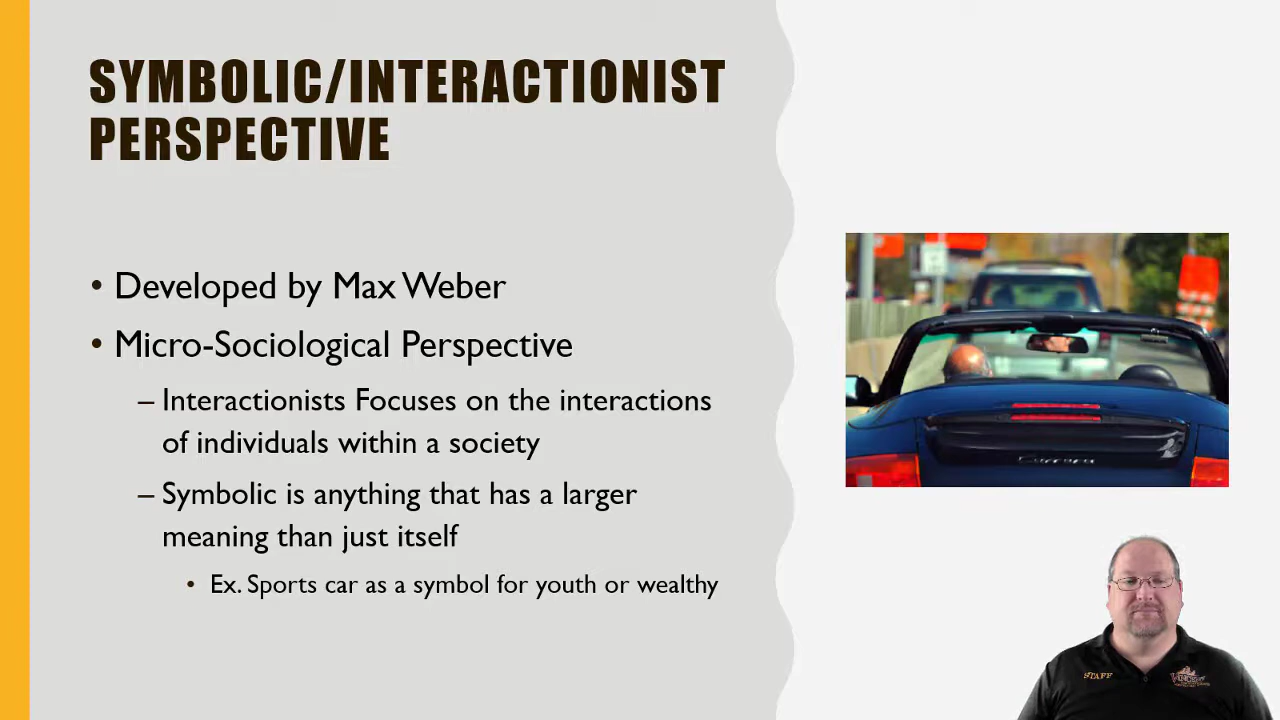 SYMBOLIC/INTERACTIONIST
PERSPECTIVE
• Developed by Max Weber
• Micro-Sociological Perspective
– Interactionists Focuses on the interactions
of individuals within a society
– Symbolic is anything that has a larger
meaning than just itself
• Ex. Sports car as a symbol for youth or wealthy
Carrera
STAFF